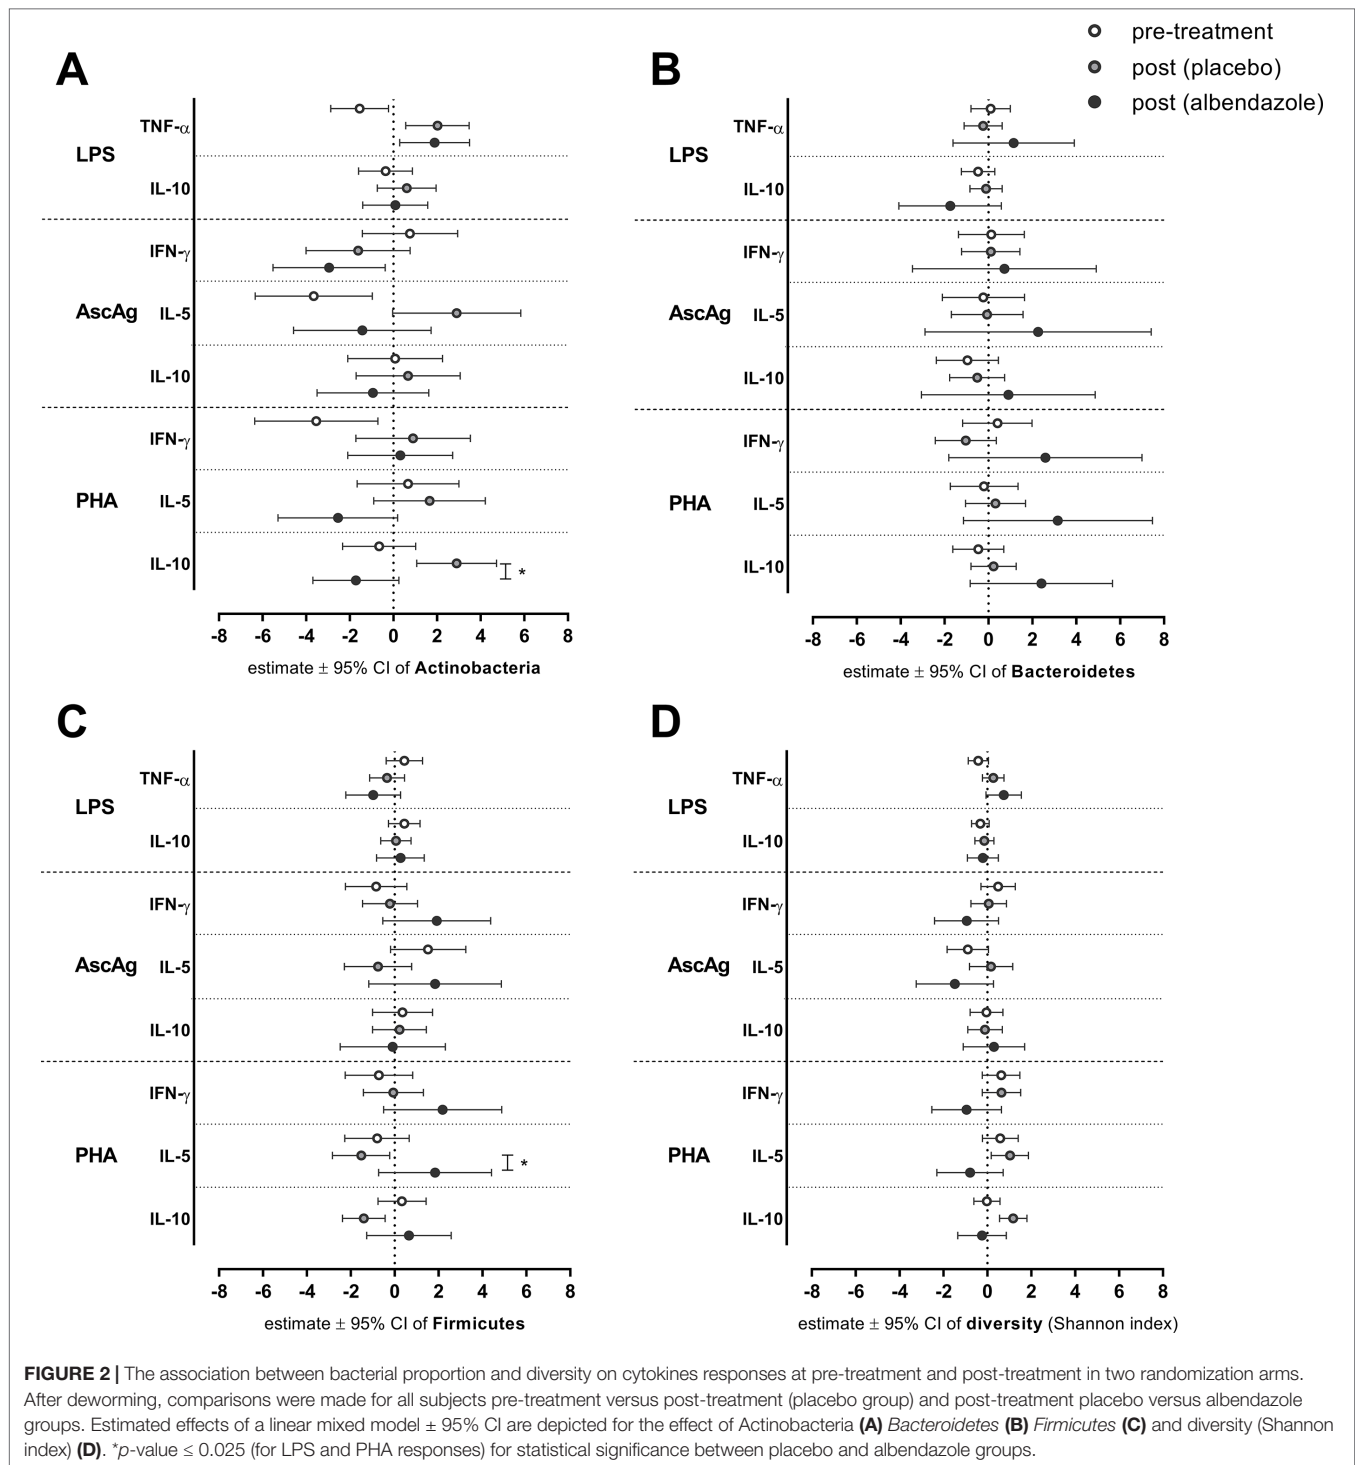 pre-treatment
post (placebo)
post (albendazole)
A
LPS
TNF-α
IL-10
AscAg
IFN-γ
IL-5
IL-10
PHA
IFN-γ
IL-5
IL-10
*
-8 -6 -4 -2 0 2 4 6 8
estimate ± 95% CI of Actinobacteria
B
LPS
TNF-α
IL-10
AscAg
IFN-γ
IL-5
IL-10
PHA
IFN-γ
IL-5
IL-10
-8 -6 -4 -2 0 2 4 6 8
estimate ± 95% CI of Bacteroidetes
C
LPS
TNF-α
IL-10
AscAg
IFN-γ
IL-5
IL-10
PHA
IFN-γ
IL-5
*
IL-10
-8 -6 -4 -2 0 2 4 6 8
estimate ± 95% CI of Firmicutes
D
LPS
TNF-α
IL-10
AscAg
IFN-γ
IL-5
IL-10
PHA
IFN-γ
IL-5
IL-10
-8 -6 -4 -2 0 2 4 6 8
estimate ± 95% CI of diversity (Shannon index)
FIGURE 2 | The association between bacterial proportion and diversity on cytokines responses at pre-treatment and post-treatment in two randomization arms.
After deworming, comparisons were made for all subjects pre-treatment versus post-treatment (placebo group) and post-treatment placebo versus albendazole
groups. Estimated effects of a linear mixed model ± 95% CI are depicted for the effect of Actinobacteria (A) Bacteroidetes (B) Firmicutes (C) and diversity (Shannon
index) (D). *p-value ≤ 0.025 (for LPS and PHA responses) for statistical significance between placebo and albendazole groups.